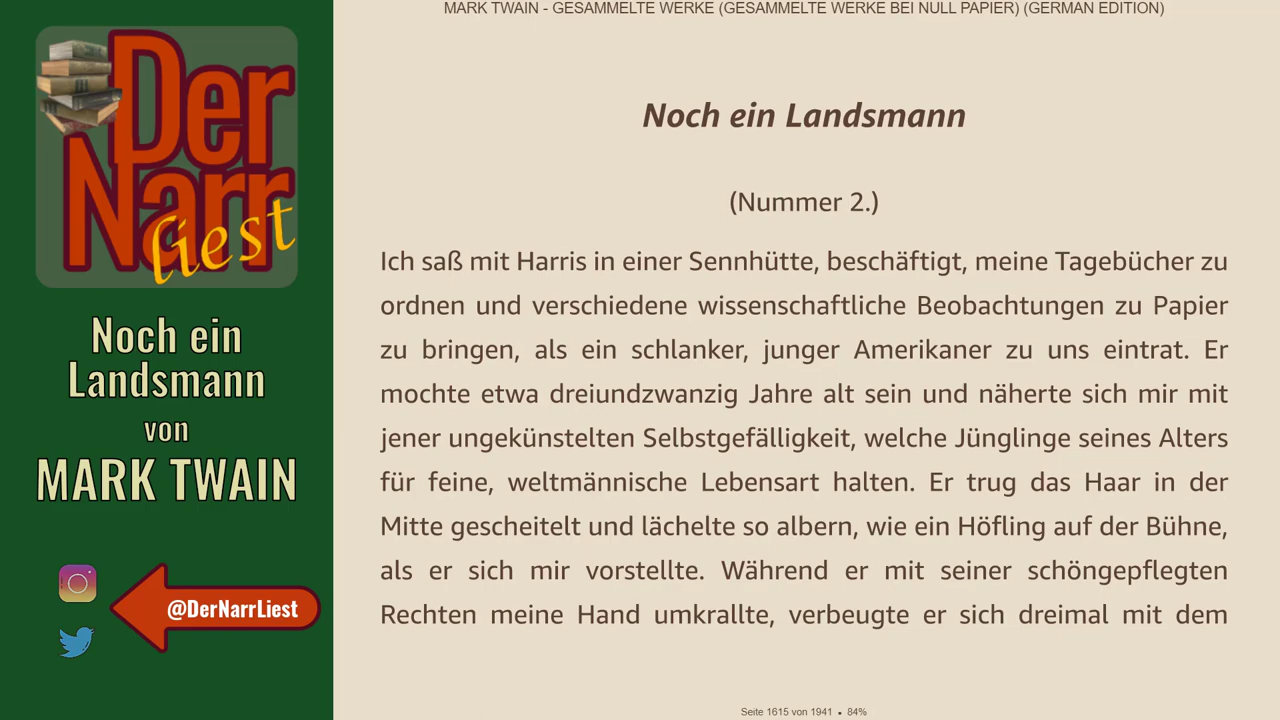 MARK TWAIN - GESAMMELTE WERKE (GESAMMELTE WERKE BEI NULL PAPIER) (GERMAN EDITION)
Der
Narr
liest
Noch ein
Landsmann
von
MARK TWAIN
@DerNarrLiest
Noch ein Landsmann
(Nummer 2.)
Ich saß mit Harris in einer Sennhütte, beschäftigt, meine Tagebücher zu
ordnen und verschiedene wissenschaftliche Beobachtungen zu Papier
zu bringen, als ein schlanker, junger Amerikaner zu uns eintrat. Er
mochte etwa dreiundzwanzig Jahre alt sein und näherte sich mir mit
jener ungekünstelten Selbstgefälligkeit, welche Jünglinge seines Alters
für feine, weltmännische Lebensart halten. Er trug das Haar in der
Mitte gescheitelt und lächelte so albern, wie ein Höfling auf der Bühne,
als er sich mir vorstellte. Während er mit seiner schöngepflegten
Rechten meine Hand umkrallte, verbeugte er sich dreimal mit dem
Seite 1615 von 1941 • 84%